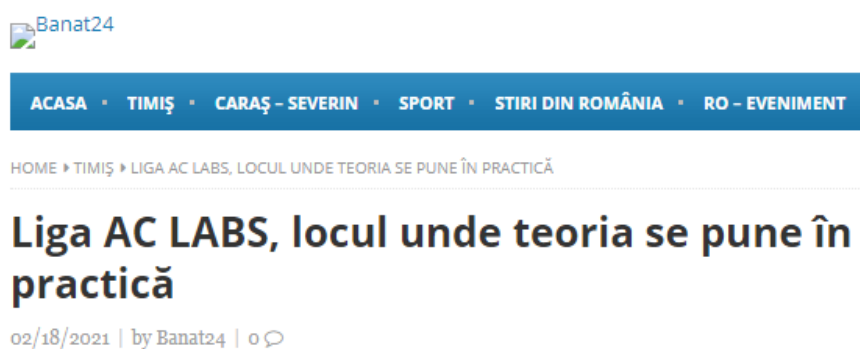 Banat24
ACASA · TIMIŞ · CARAŞ – SEVERIN · SPORT · STIRI DIN ROMÂNIA · RO – EVENIMENT
HOME ▸ TIMIŞ ▸ LIGA AC LABS, LOCUL UNDE TEORIA SE PUNE ÎN PRACTICĂ
Liga AC LABS, locul unde teoria se pune în
practică
02/18/2021 | by Banat24 | 0